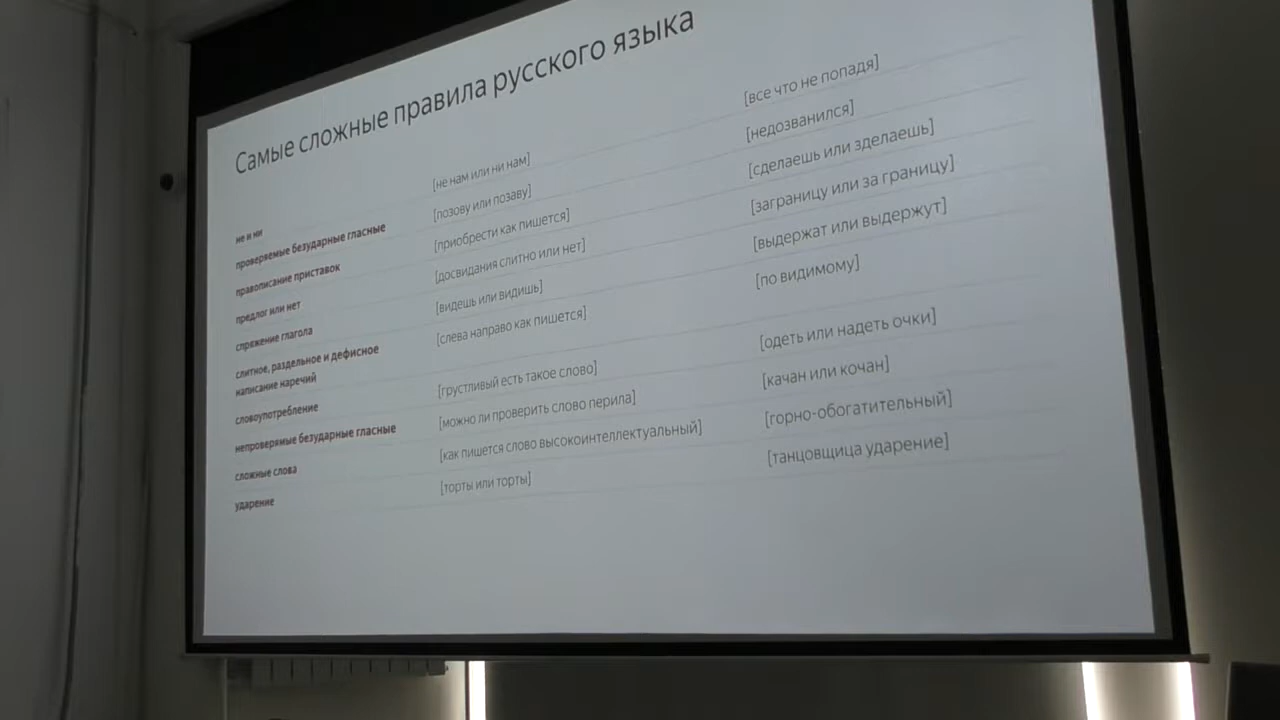 Самые сложные правила русского языка
не и ни [не нам или ни нам] [все что не попадя]
проверяемые безударные гласные [позову или позаву] [недозванился]
правописание приставок [приобрести как пишется] [сделаешь или зделаешь]
предлог или нет [досвидания слитно или нет] [заграницу или за границу]
спряжение глагола [видешь или видишь] [выдержат или выдержут]
слитное, раздельное и дефисное [слева направо как пишется] [по видимому]
написание наречий
словоупотребление [грустливый есть такое слово] [одеть или надеть очки]
непроверямые безударные гласные [можно ли проверить слово перила] [качан или кочан]
сложные слова [как пишется слово высокоинтеллектуальный] [горно-обогатительный]
ударение [торты или торты] [танцовщица ударение]